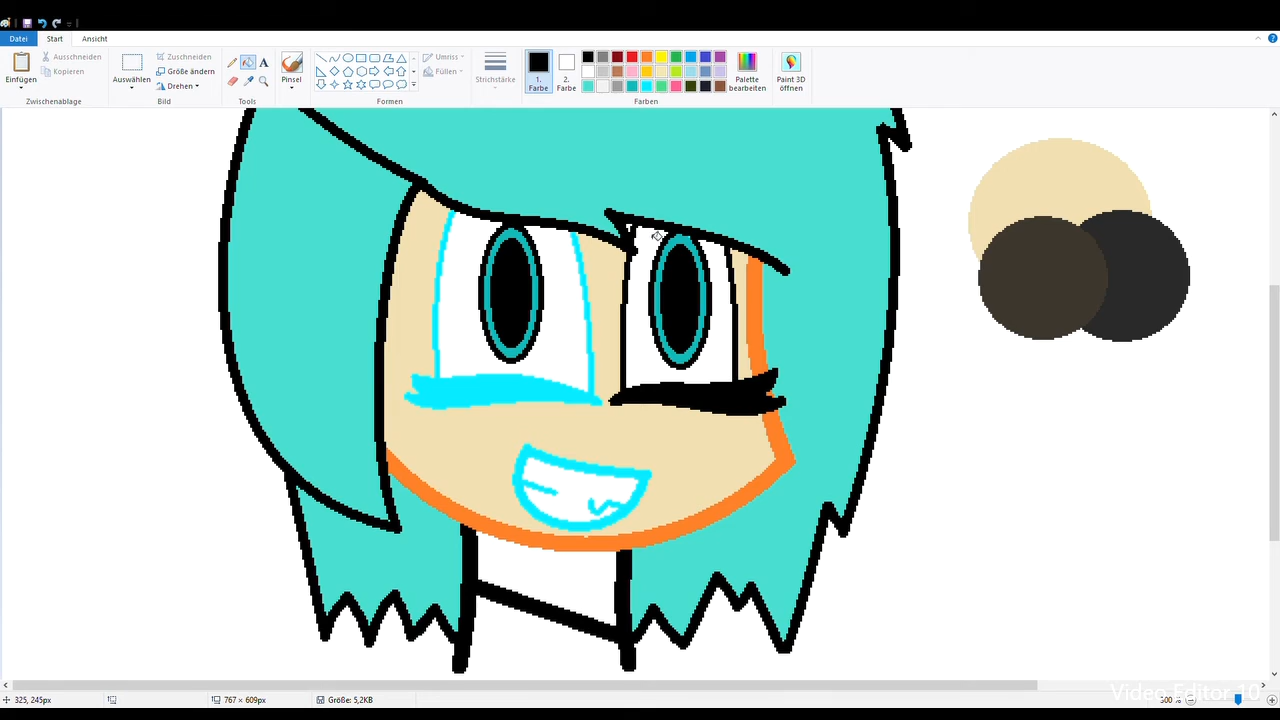 Datei Start Ansicht
Einfügen
Ausschneiden
Kopieren
Zwischenablage
Auswählen
Zuschneiden
Größe ändern
Drehen
Bild
A
Tools
Pinsel
Umriss
Füllen
Formen
Strichstärke
1.
Farbe
2.
Farbe
Palette
bearbeiten
Farben
Paint 3D
öffnen
325, 245px
767 × 609px
Größe: 5,2KB
500 %
Video Editor 10